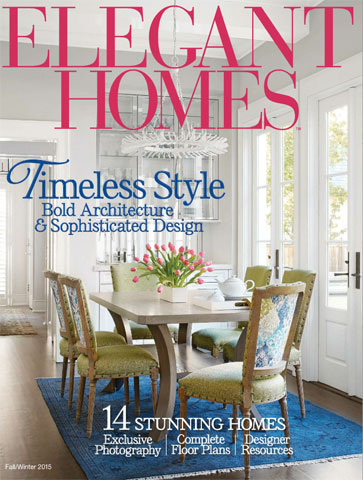 ELEGANT
HOMES
Timeless Style
Bold Architecture
& Sophisticated Design
14 STUNNING HOMES
Exclusive Photography | Complete Floor Plans | Designer Resources
Fall/Winter 2015